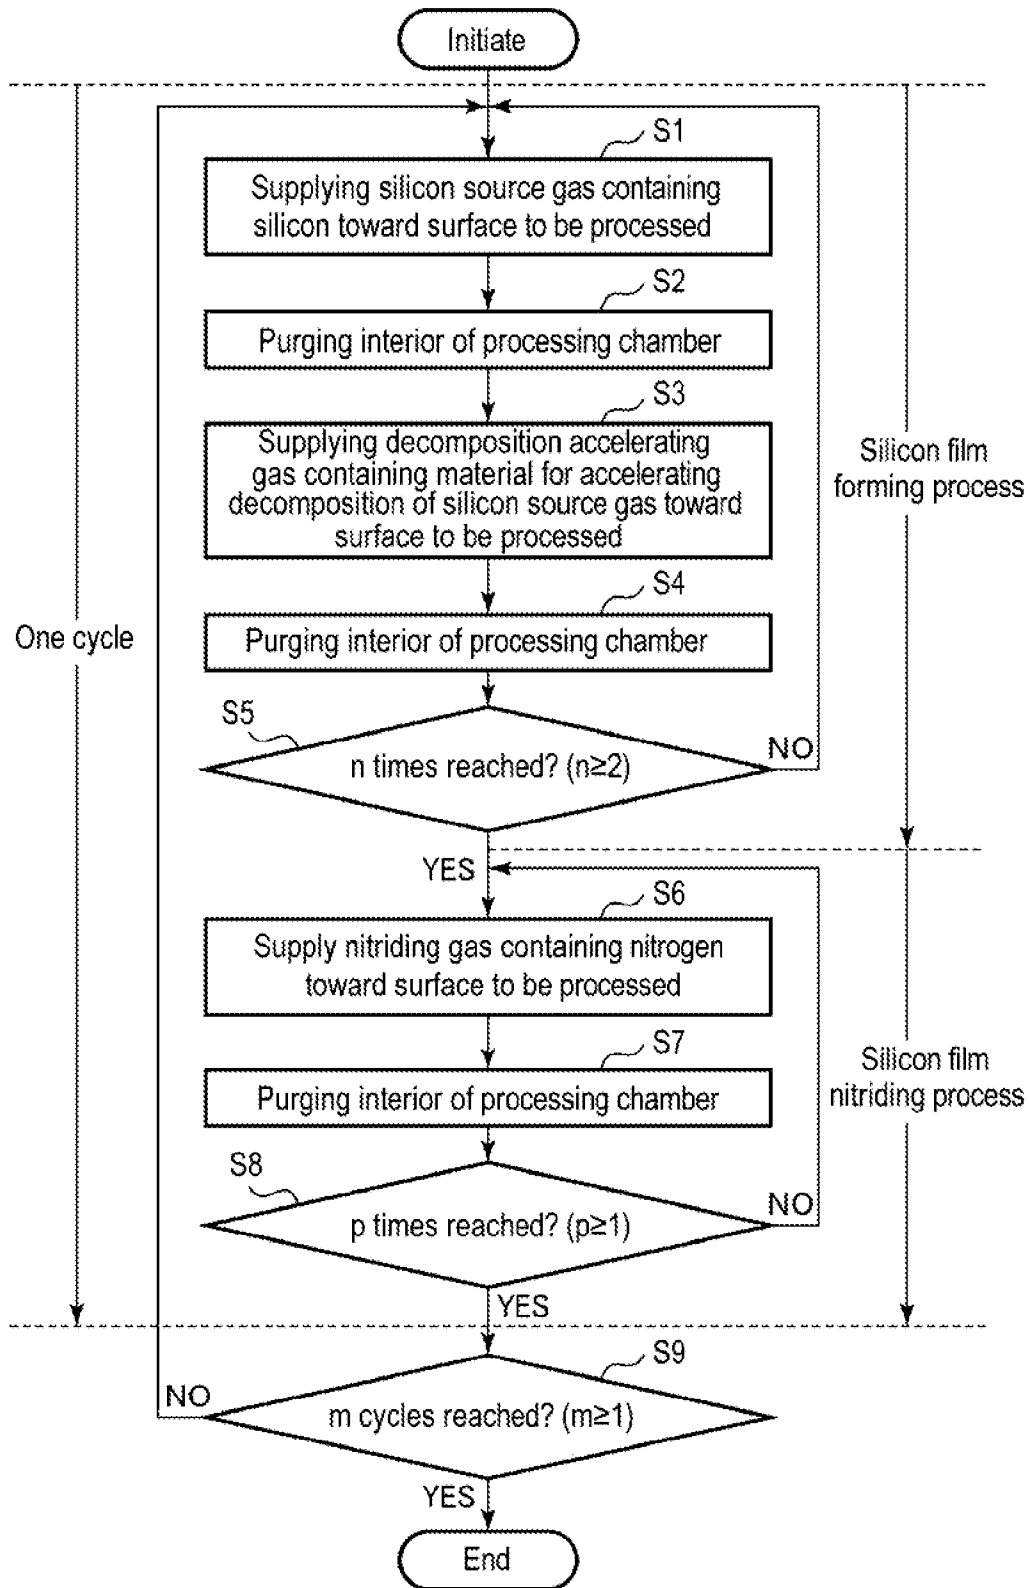 Initiate
S1
Supplying silicon source gas containing
silicon toward surface to be processed
S2
Purging interior of processing chamber
S3
Supplying decomposition accelerating
gas containing material for accelerating
decomposition of silicon source gas toward
surface to be processed
Silicon film
forming process
S4
Purging interior of processing chamber
One cycle
S5
n times reached? (n≥2)
NO
YES
S6
Supply nitriding gas containing nitrogen
toward surface to be processed
S7
Purging interior of processing chamber
Silicon film
nitriding process
S8
p times reached? (p≥1)
NO
YES
S9
m cycles reached? (m≥1)
NO
YES
End